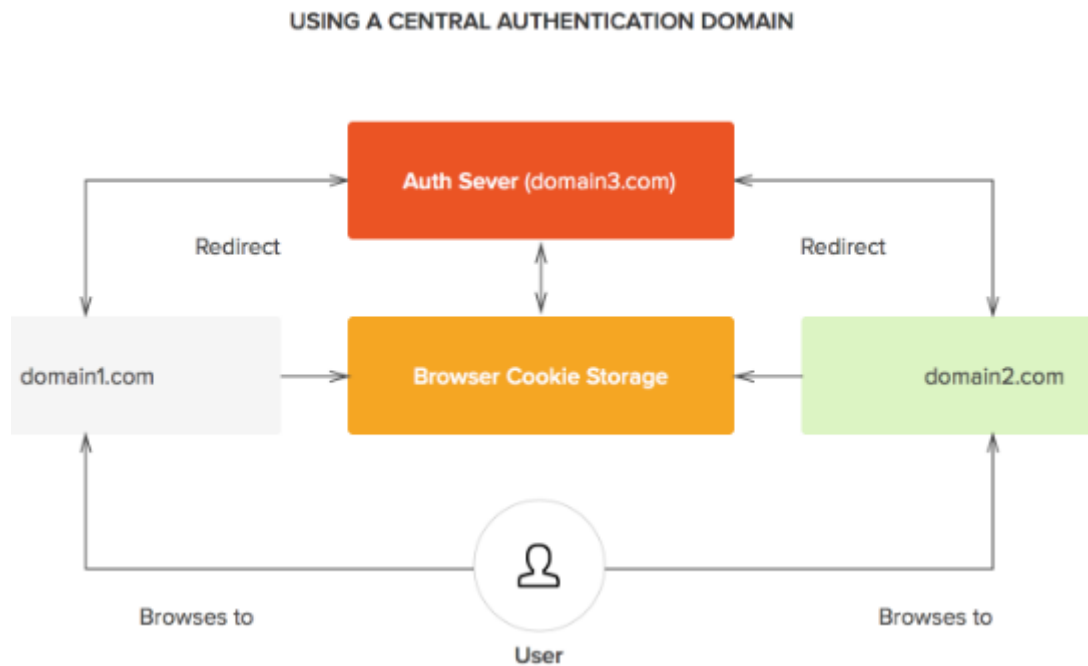 USING A CENTRAL AUTHENTICATION DOMAIN
Auth Sever (domain3.com)
Redirect
Redirect
domain1.com
Browser Cookie Storage
domain2.com
Browses to
Browses to
User